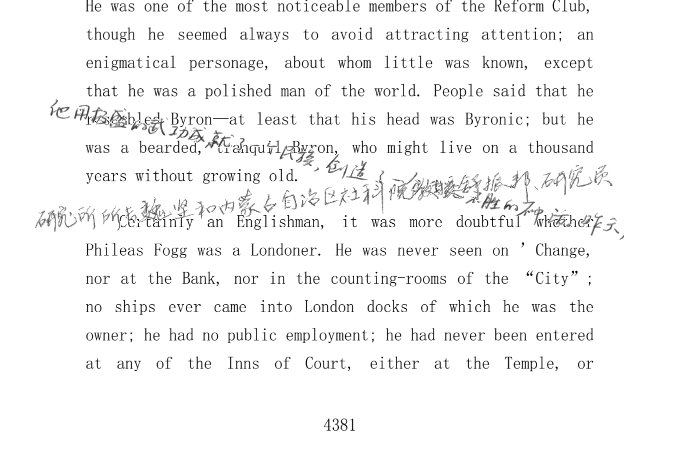 He was one of the most noticeable members of the Reform Club,
though he seemed always to avoid attracting attention; an
enigmatical personage, about whom little was known, except
that he was a polished man of the world. People said that he
resembled Byron—at least that his head was Byronic; but he
他用 盛的武功成就了 民族，创造了
was a bearded, tranquil Byron, who might live on a thousand
years without growing old.
研究所所长魏坚和内蒙古自治区社科院 振邦、研究员 胜的 昨天，
Certainly an Englishman, it was more doubtful whether
Phileas Fogg was a Londoner. He was never seen on ’ Change,
nor at the Bank, nor in the counting-rooms of the “City”;
no ships ever came into London docks of which he was the
owner; he had no public employment; he had never been entered
at any of the Inns of Court, either at the Temple, or
4381